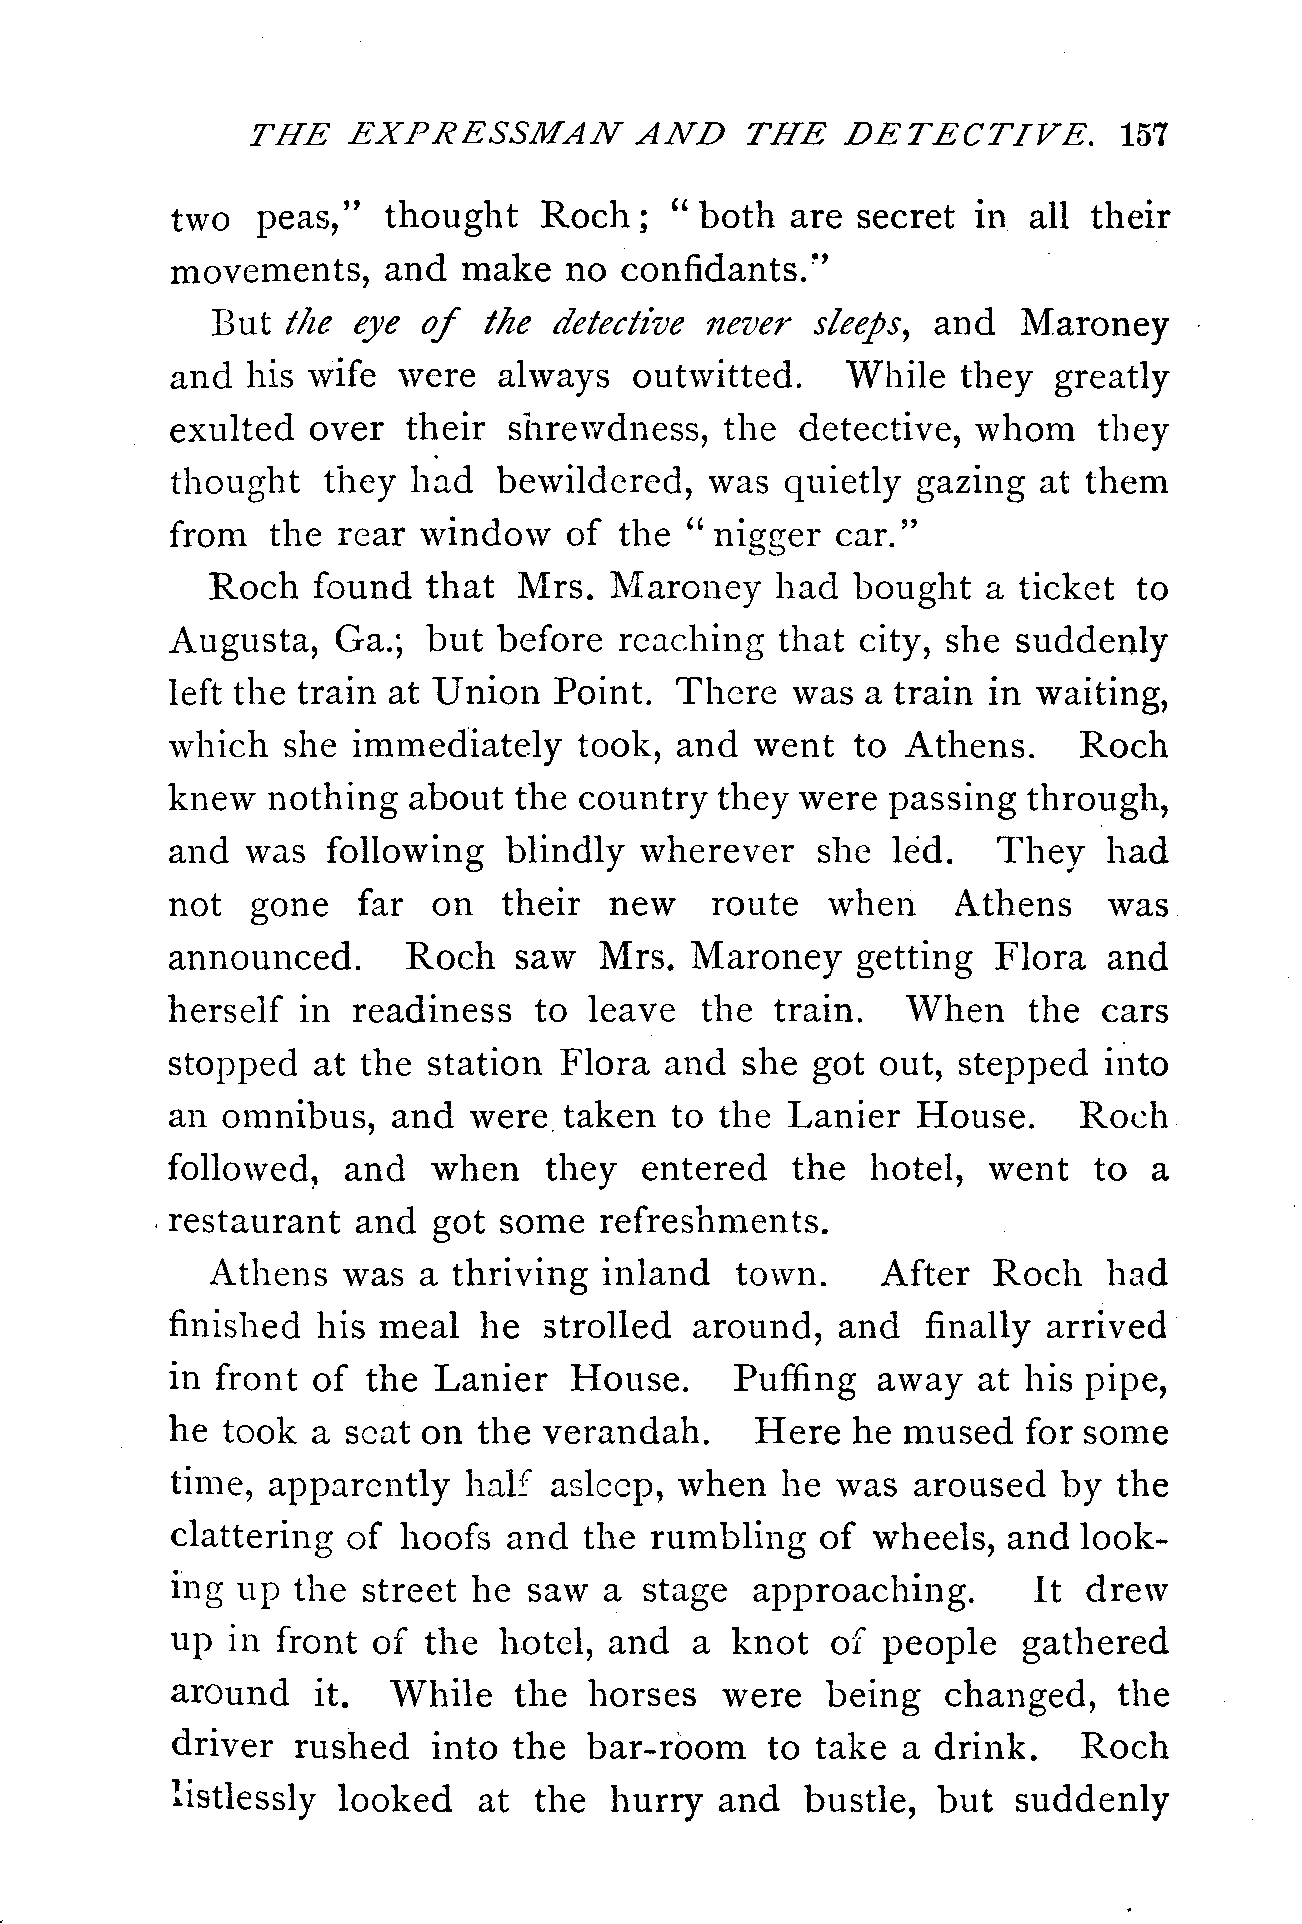 THE EXPRESSMAN AND THE DETECTIVE. 157
two peas,” thought Roch; “ both are secret in all their
movements, and make no confidants.”
But the eye of the detective never sleeps, and Maroney
and his wife were always outwitted. While they greatly
exulted over their shrewdness, the detective, whom they
thought they had bewildered, was quietly gazing at them
from the rear window of the “ nigger car.”
Roch found that Mrs. Maroney had bought a ticket to
Augusta, Ga.; but before reaching that city, she suddenly
left the train at Union Point. There was a train in waiting,
which she immediately took, and went to Athens. Roch
knew nothing about the country they were passing through,
and was following blindly wherever she led. They had
not gone far on their new route when Athens was
announced. Roch saw Mrs. Maroney getting Flora and
herself in readiness to leave the train. When the cars
stopped at the station Flora and she got out, stepped into
an omnibus, and were taken to the Lanier House. Roch
followed, and when they entered the hotel, went to a
restaurant and got some refreshments.
Athens was a thriving inland town. After Roch had
finished his meal he strolled around, and finally arrived
in front of the Lanier House. Puffing away at his pipe,
he took a seat on the verandah. Here he mused for some
time, apparently half asleep, when he was aroused by the
clattering of hoofs and the rumbling of wheels, and look-
ing up the street he saw a stage approaching. It drew
up in front of the hotel, and a knot of people gathered
around it. While the horses were being changed, the
driver rushed into the bar-room to take a drink. Roch
listlessly looked at the hurry and bustle, but suddenly